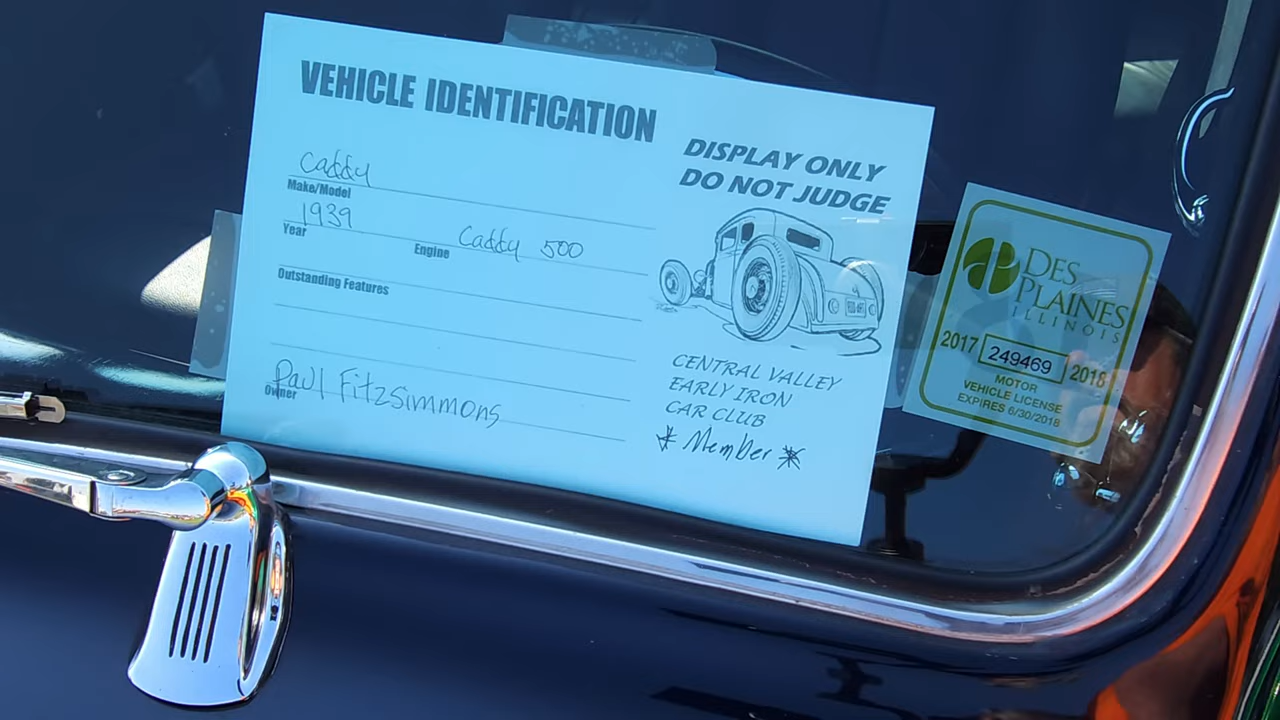 VEHICLE IDENTIFICATION
Caddy
Make/Model
1939
Year
Engine Caddy 500
Outstanding Features
Paul Fitzsimmons
Owner
DISPLAY ONLY
DO NOT JUDGE
CENTRAL VALLEY
EARLY IRON
CAR CLUB
* Member *
DES
PLAINES
ILLINOIS
2017 249469 2018
MOTOR
VEHICLE LICENSE
EXPIRES 6/30/2018